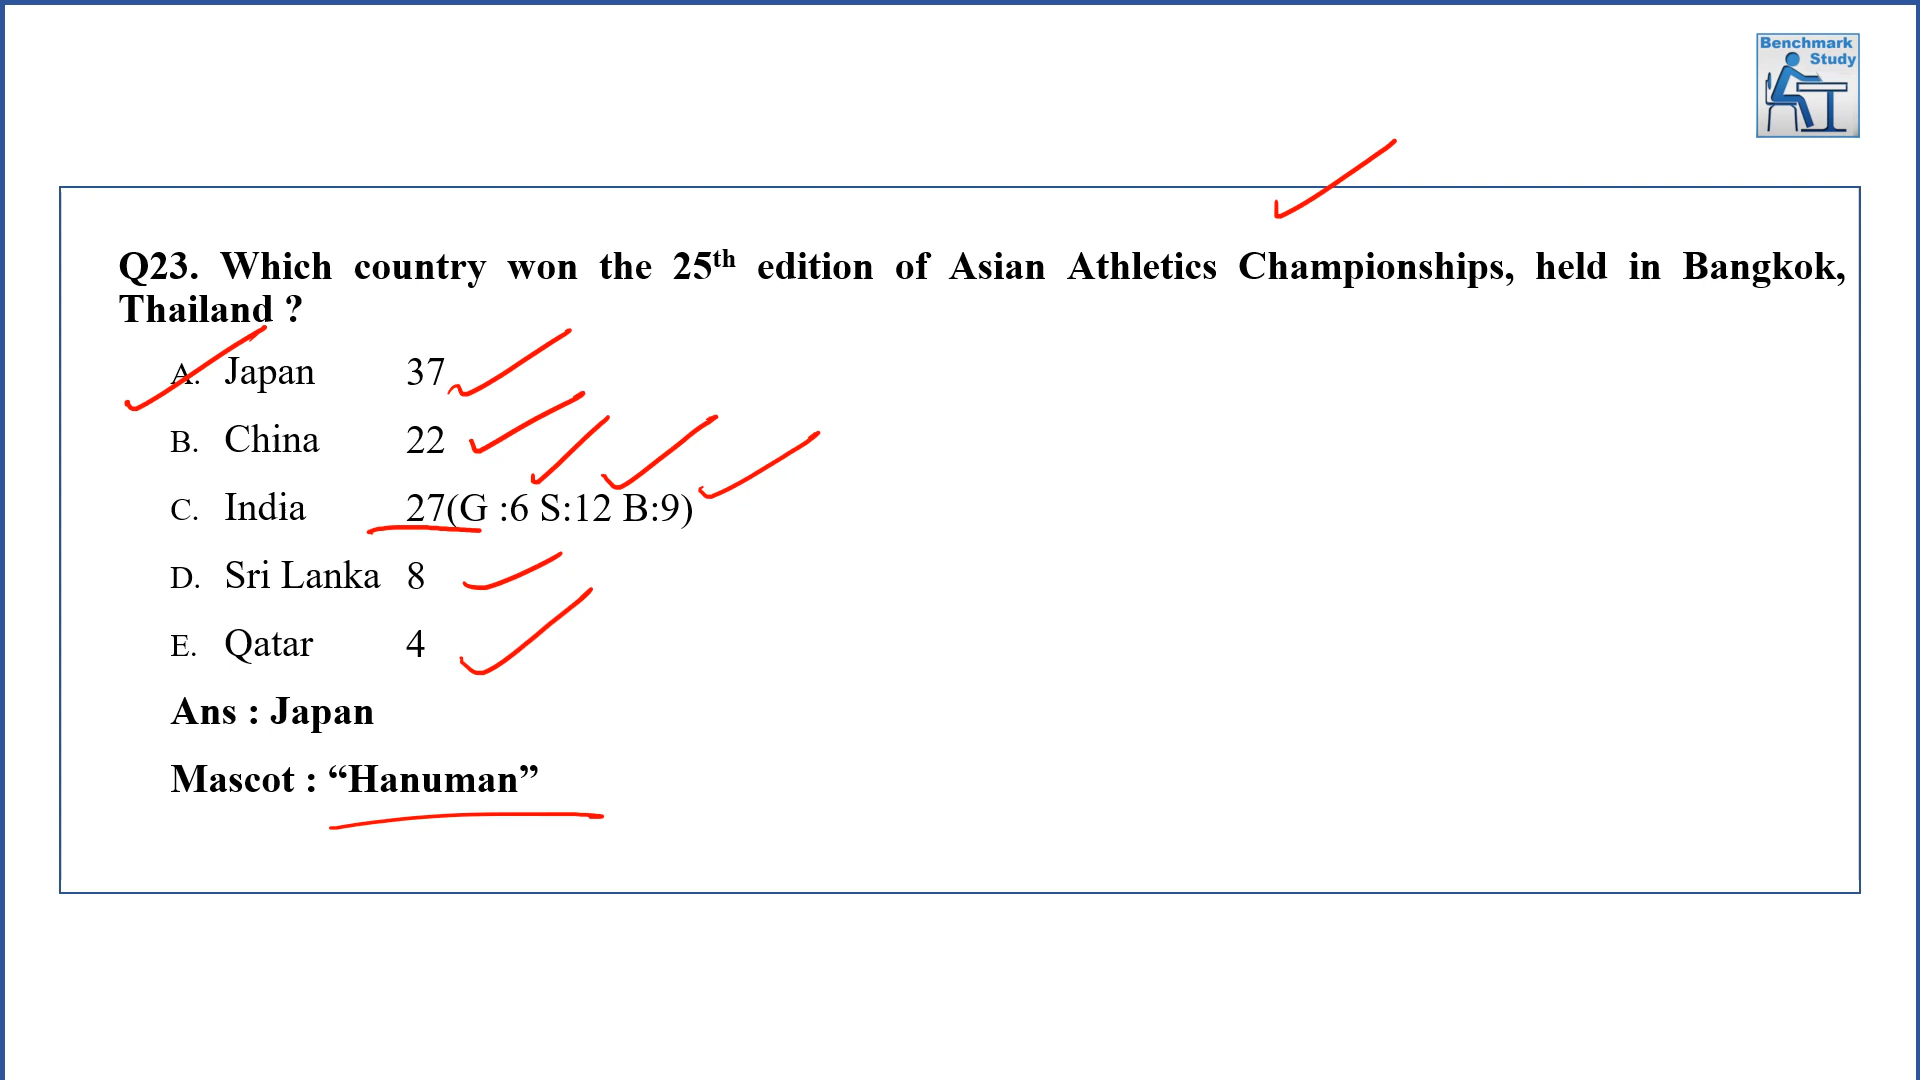 Benchmark
Study
Q23. Which country won the 25th edition of Asian Athletics Championships, held in Bangkok,
Thailand ?
A. Japan 37
B. China 22
C. India 27(G :6 S:12 B:9)
D. Sri Lanka 8
E. Qatar 4
Ans : Japan
Mascot : “Hanuman”